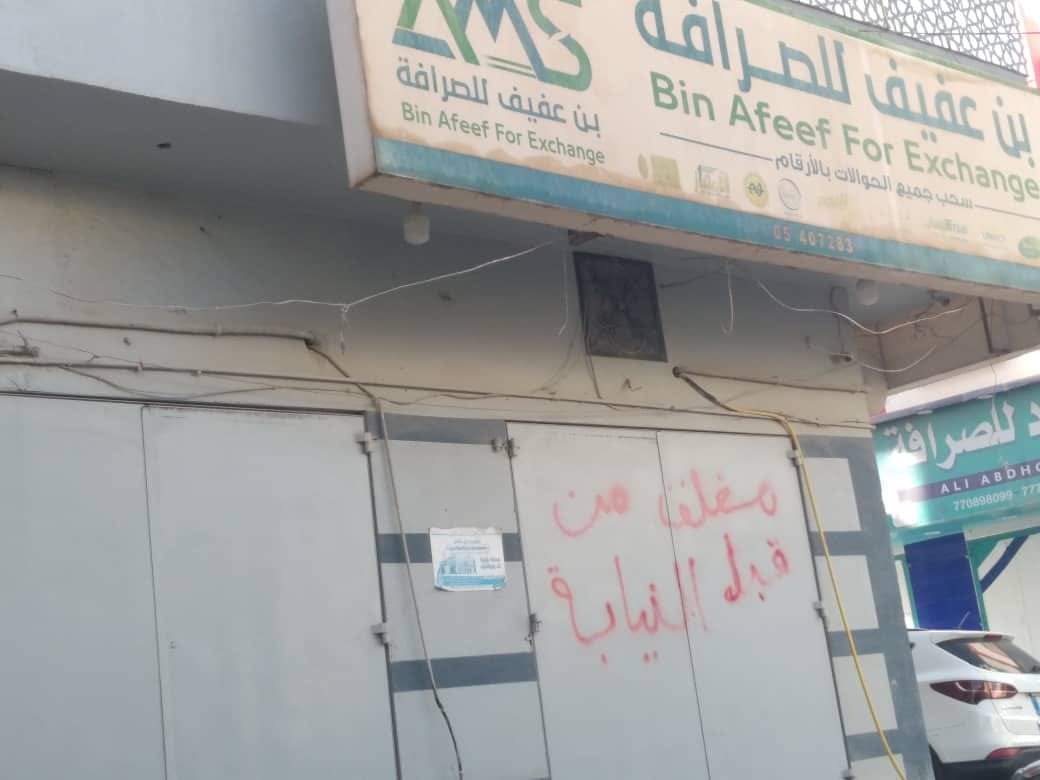 AMS
بن عفيف للصرافة
Bin Afeef For Exchange
بن عفيف للصرافة
Bin Afeef For Exchange
سحب جميع الحوالات بالأرقام
05 407283
مغلق من
قبل النيابة
للصرافة
ALI ABDHO
770898099 777